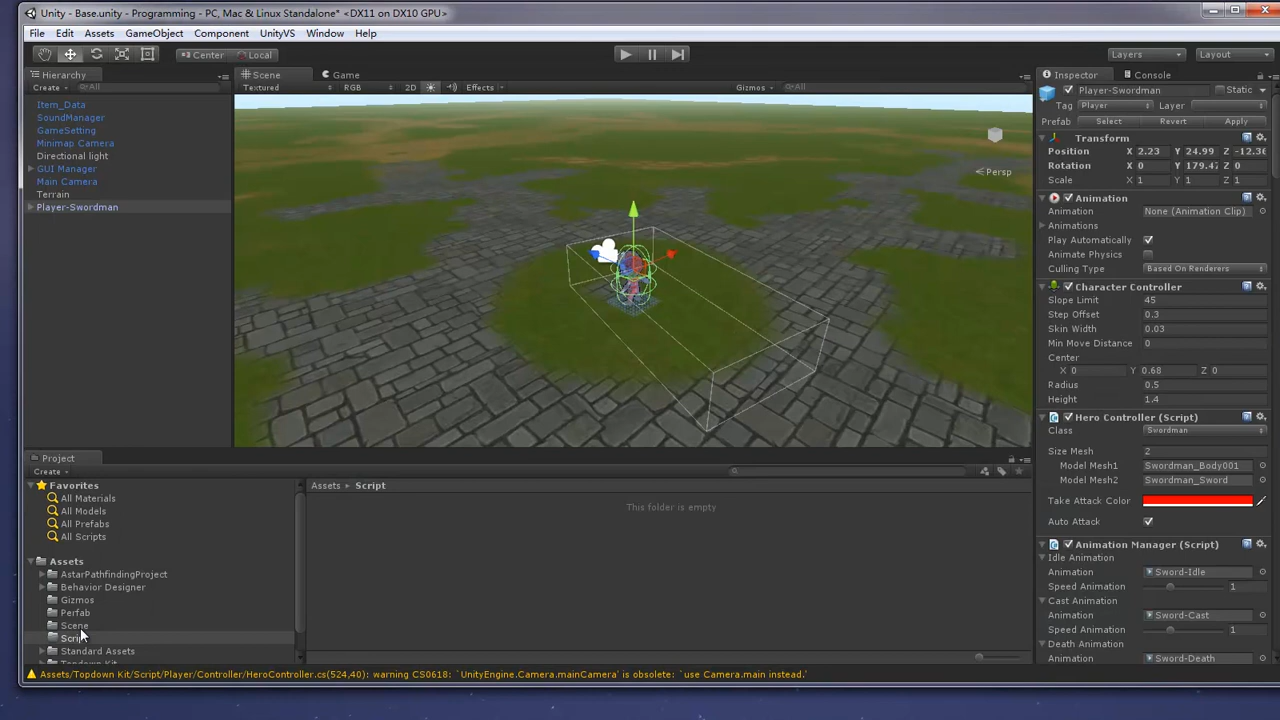 Unity - Base.unity - Programming - PC, Mac & Linux Standalone* <DX11 on DX10 GPU>
File Edit Assets GameObject Component UnityVS Window Help
Center Local Layers Layout
Hierarchy Scene Game Inspector Console
Create All Textured RGB 2D Effects Gizmos All
Player-Swordman Static
Tag Player Layer
Prefab Select Revert Apply
Item_Data
SoundManager
GameSetting
Minimap Camera
Directional light
GUI Manager
Main Camera
Terrain
Player-Swordman
Persp
Transform
Position X 2.23 Y 24.99 Z -12.36
Rotation X 0 Y 179.47 Z 0
Scale X 1 Y 1 Z 1
Animation
Animation None (Animation Clip)
Animations
Play Automatically
Animate Physics
Culling Type Based On Renderers
Character Controller
Slope Limit 45
Step Offset 0.3
Skin Width 0.03
Min Move Distance 0
Center
X 0 Y 0.68 Z 0
Radius 0.5
Height 1.4
Hero Controller (Script)
Class Swordman
Size Mesh 2
Model Mesh1 Swordman_Body001
Model Mesh2 Swordman_Sword
Take Attack Color
Auto Attack
Animation Manager (Script)
Idle Animation
Animation Sword-Idle
Speed Animation 1
Cast Animation
Animation Sword-Cast
Speed Animation 1
Death Animation
Animation Sword-Death
Project
Create
Favorites
All Materials
All Models
All Prefabs
All Scripts
Assets
AstarPathfindingProject
Behavior Designer
Gizmos
Perfab
Scene
Script
Standard Assets
Topdown Kit
Assets Script
This folder is empty
Assets/Topdown Kit/Script/Player/Controller/HeroController.cs(524,40): warning CS0618: `UnityEngine.Camera.mainCamera' is obsolete: `use Camera.main instead.'